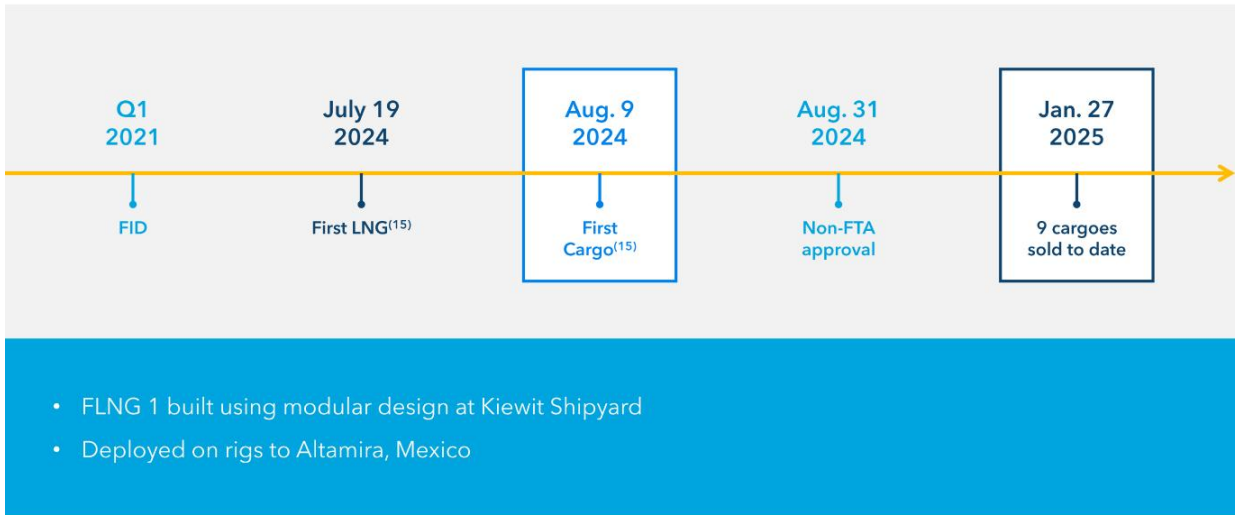 Q1
2021
FID
July 19
2024
First LNG(15)
Aug. 9
2024
First
Cargo(15)
Aug. 31
2024
Non-FTA
approval
Jan. 27
2025
9 cargoes
sold to date
• FLNG 1 built using modular design at Kiewit Shipyard
• Deployed on rigs to Altamira, Mexico